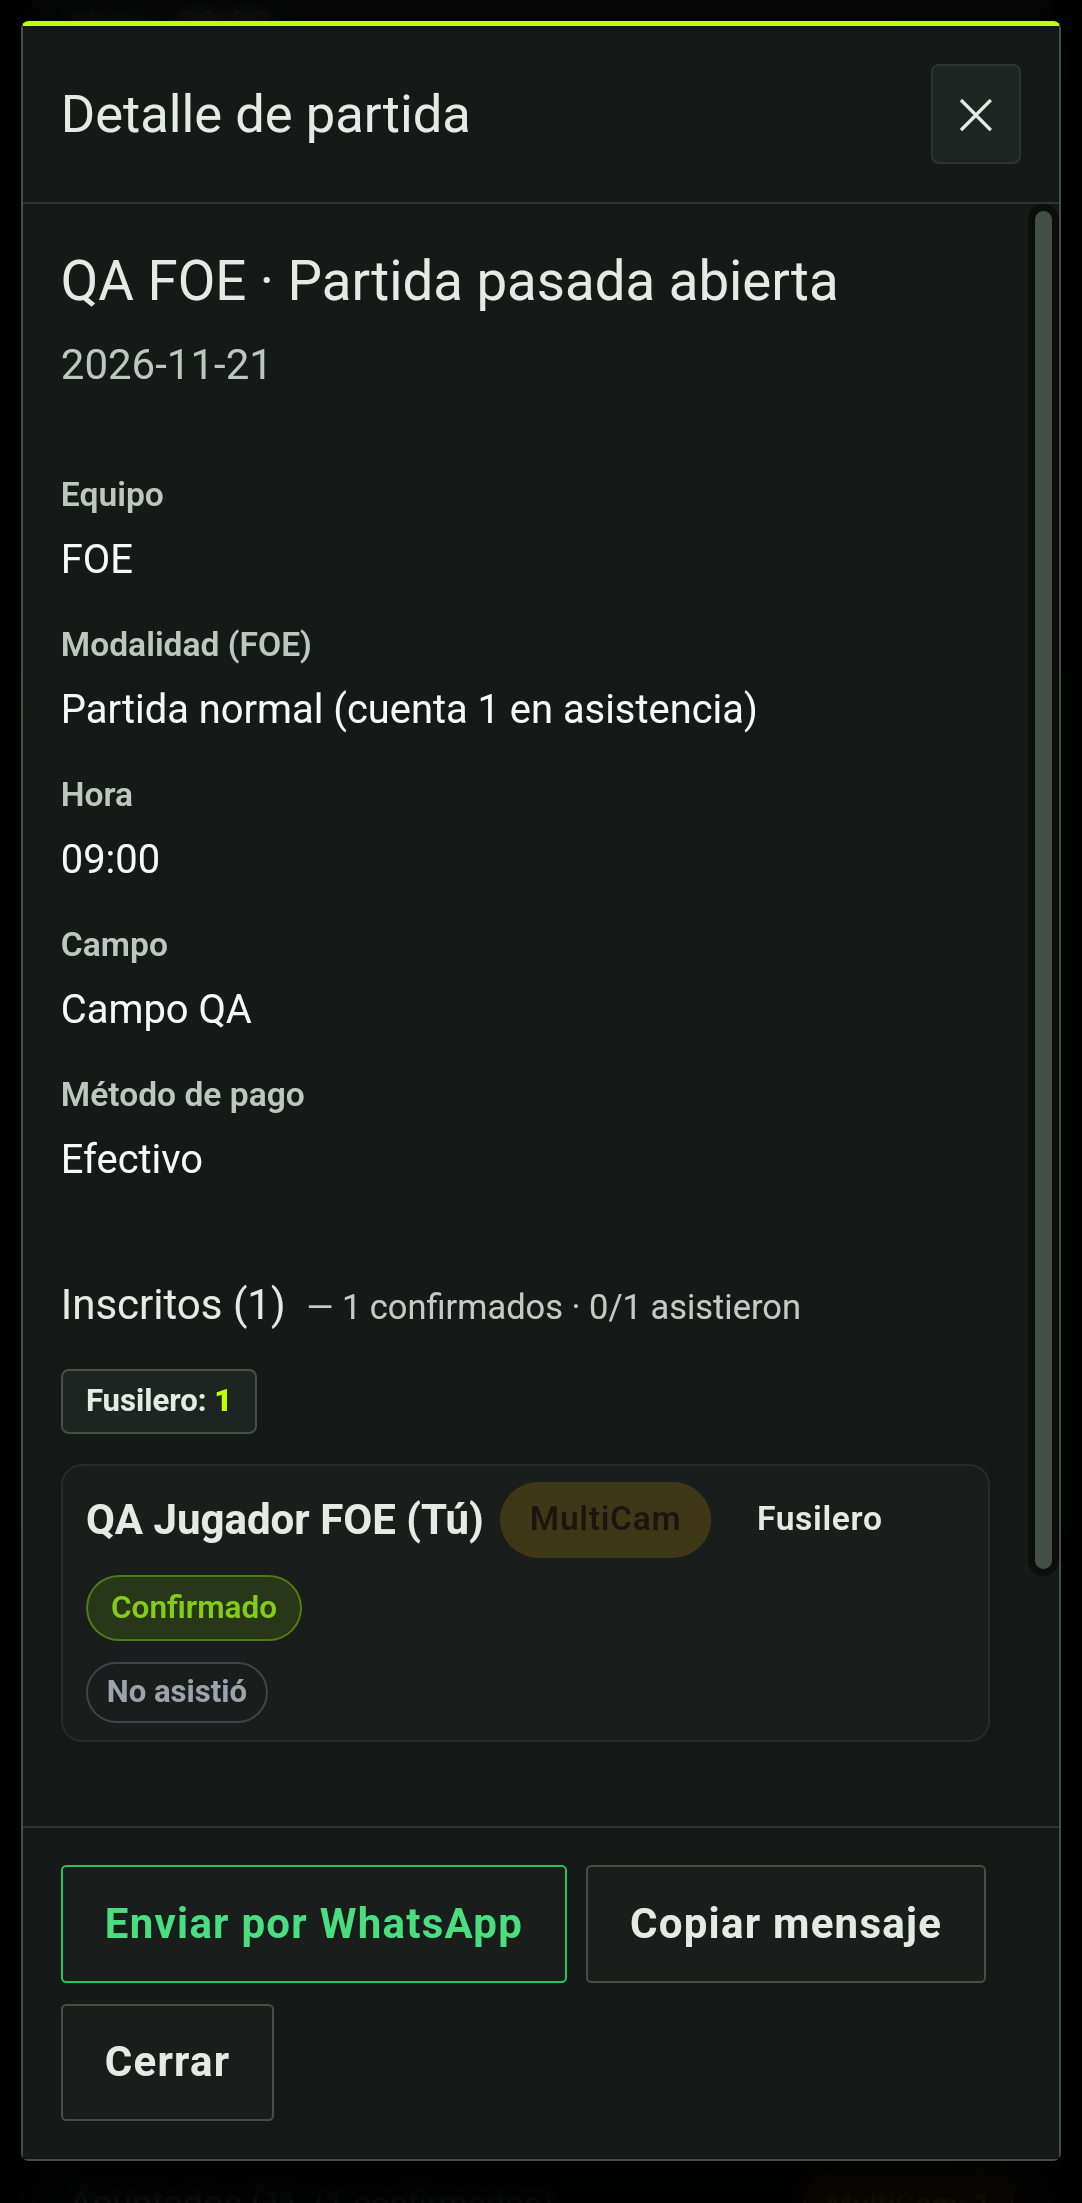 Detalle de partida
QA FOE · Partida pasada abierta
2026-11-21
Equipo
FOE
Modalidad (FOE)
Partida normal (cuenta 1 en asistencia)
Hora
09:00
Campo
Campo QA
Método de pago
Efectivo
Inscritos (1) — 1 confirmados · 0/1 asistieron
Fusilero: 1
QA Jugador FOE (Tú) MultiCam Fusilero
Confirmado
No asistió
Enviar por WhatsApp Copiar mensaje
Cerrar